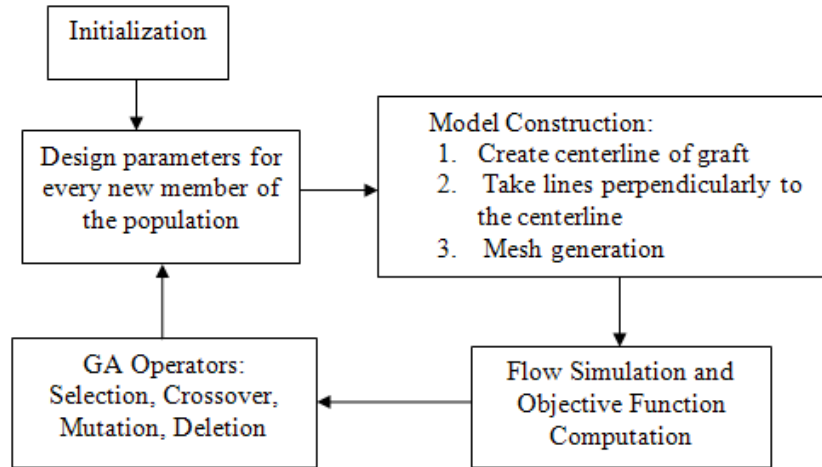 Initialization
Design parameters for
every new member of
the population
Model Construction:
1. Create centerline of graft
2. Take lines perpendicularly to
the centerline
3. Mesh generation
GA Operators:
Selection, Crossover,
Mutation, Deletion
Flow Simulation and
Objective Function
Computation